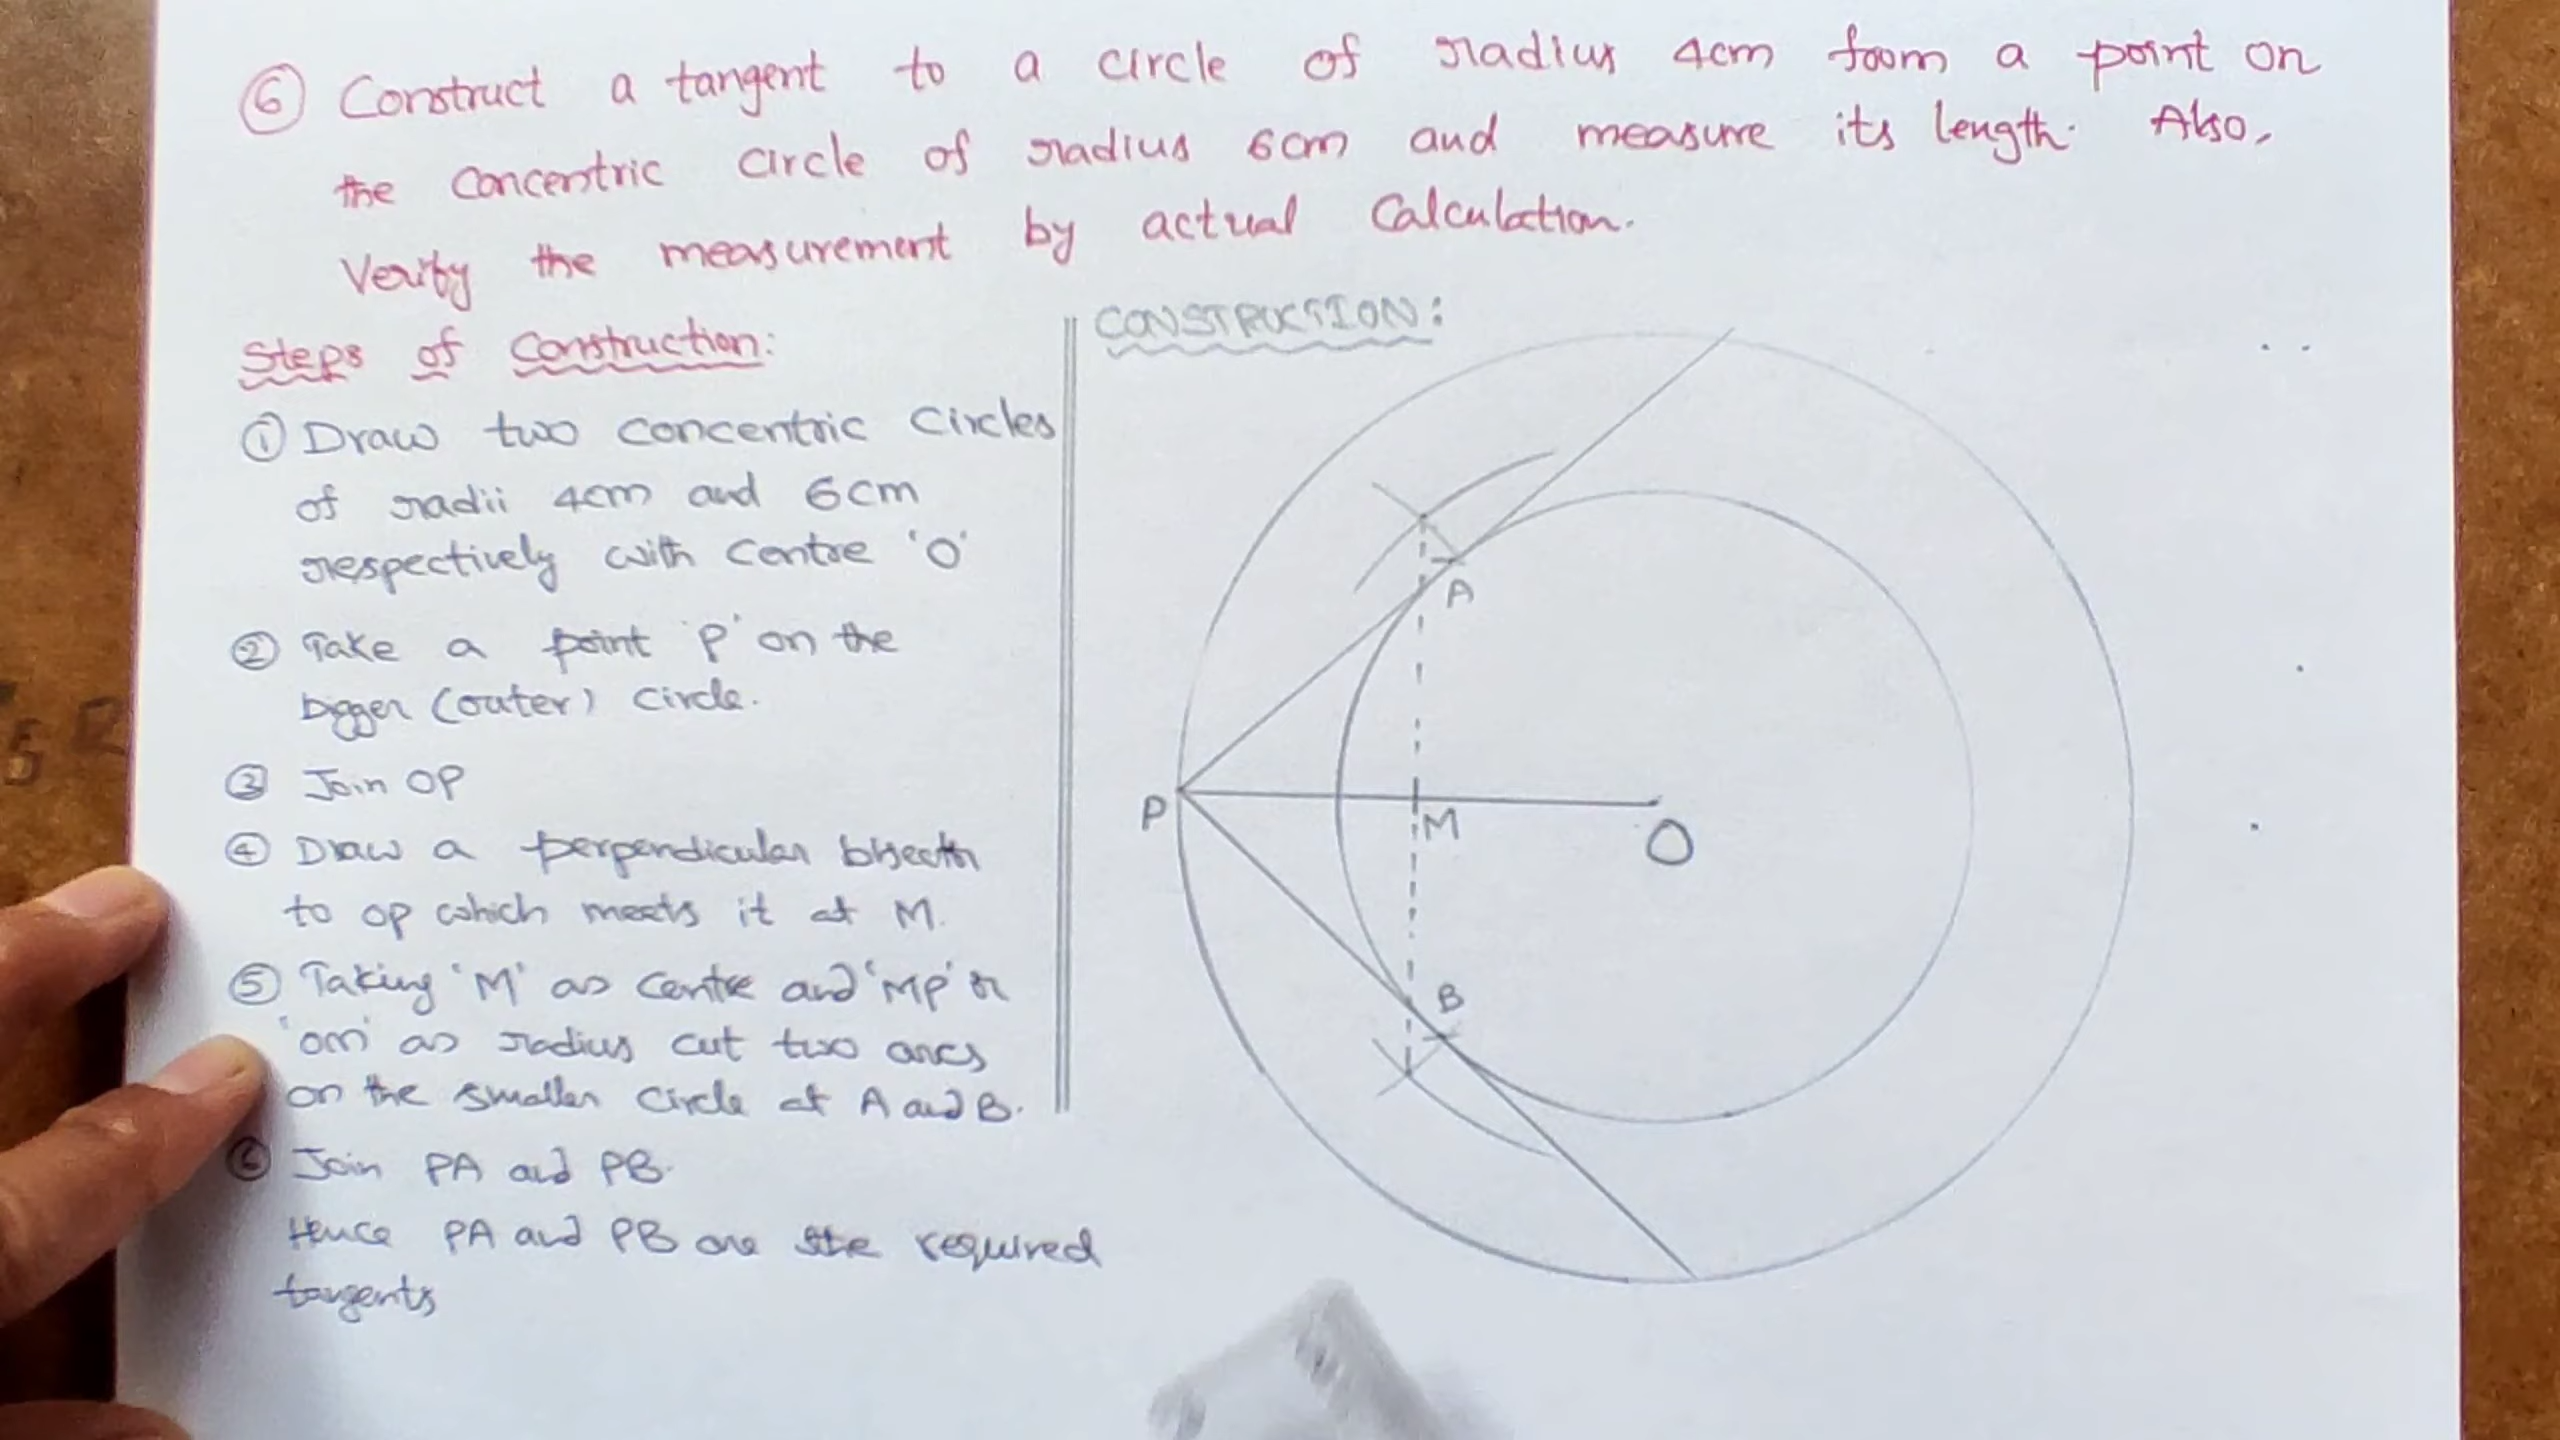 ⑥ Construct a tangent to a circle of radius 4cm from a point on
the concentric circle of radius 6cm and measure its length. Also,
Verify the measurement by actual Calculation.
Steps of Construction:
① Draw two concentric Circles
of radii 4cm and 6cm
respectively with Centre 'O'
② Take a point 'P' on the
bigger (outer) circle.
③ Join OP
④ Draw a perpendicular
to OP which meets it at M.
⑤ Taking 'M' as centre and 'MP' or
'OM' as radius cut two arcs
on the smaller circle at A and B.
⑥ Join PA and PB.
Hence PA and PB are the required
tangents
CONSTRUCTION:
A
P
M
O
B